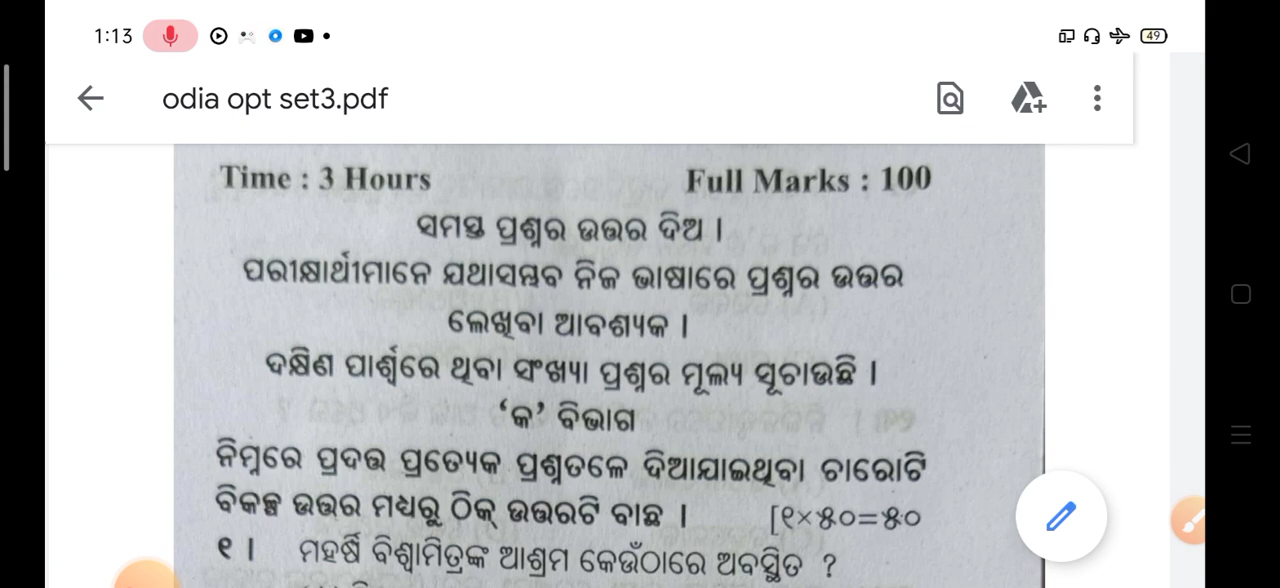 1:13
49
odia opt set3.pdf
Time : 3 Hours Full Marks : 100
ସମସ୍ତ ପ୍ରଶ୍ନର ଉତ୍ତର ଦିଅ ।
ପରୀକ୍ଷାର୍ଥୀମାନେ ଯଥାସମ୍ଭବ ନିଜ ଭାଷାରେ ପ୍ରଶ୍ନର ଉତ୍ତର
ଲେଖିବା ଆବଶ୍ୟକ ।
ଦକ୍ଷିଣ ପାର୍ଶ୍ୱରେ ଥିବା ସଂଖ୍ୟା ପ୍ରଶ୍ନର ମୂଲ୍ୟ ସୂଚାଉଛି ।
‘କ’ ବିଭାଗ
ନିମ୍ନରେ ପ୍ରଦତ୍ତ ପ୍ରତ୍ୟେକ ପ୍ରଶ୍ନତଳେ ଦିଆଯାଇଥିବା ଚାରୋଟି
ବିକଳ୍ପ ଉତ୍ତର ମଧ୍ୟରୁ ଠିକ୍ ଉତ୍ତରଟି ବାଛ । [୧×୫୦=୫୦
୧ । ମହର୍ଷି ବିଶ୍ୱାମିତ୍ରଙ୍କ ଆଶ୍ରମ କେଉଁଠାରେ ଅବସ୍ଥିତ ?